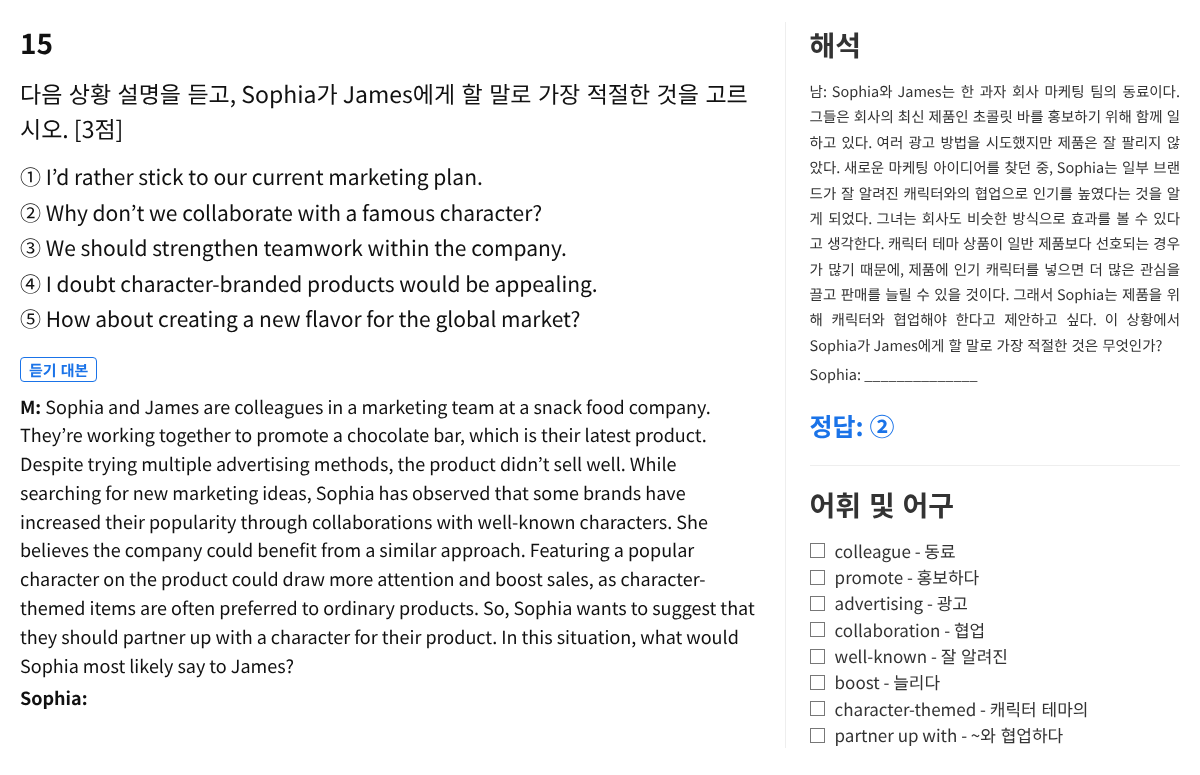 15
다음 상황 설명을 듣고, Sophia가 James에게 할 말로 가장 적절한 것을 고르
시오. [3점]
① I’d rather stick to our current marketing plan.
② Why don’t we collaborate with a famous character?
③ We should strengthen teamwork within the company.
④ I doubt character-branded products would be appealing.
⑤ How about creating a new flavor for the global market?
듣기 대본
M: Sophia and James are colleagues in a marketing team at a snack food company.
They’re working together to promote a chocolate bar, which is their latest product.
Despite trying multiple advertising methods, the product didn’t sell well. While
searching for new marketing ideas, Sophia has observed that some brands have
increased their popularity through collaborations with well-known characters. She
believes the company could benefit from a similar approach. Featuring a popular
character on the product could draw more attention and boost sales, as character-
themed items are often preferred to ordinary products. So, Sophia wants to suggest that
they should partner up with a character for their product. In this situation, what would
Sophia most likely say to James?
Sophia:
해석
남: Sophia와 James는 한 과자 회사 마케팅 팀의 동료이다.
그들은 회사의 최신 제품인 초콜릿 바를 홍보하기 위해 함께 일
하고 있다. 여러 광고 방법을 시도했지만 제품은 잘 팔리지 않
았다. 새로운 마케팅 아이디어를 찾던 중, Sophia는 일부 브랜
드가 잘 알려진 캐릭터와의 협업으로 인기를 높였다는 것을 알
게 되었다. 그녀는 회사도 비슷한 방식으로 효과를 볼 수 있다
고 생각한다. 캐릭터 테마 상품이 일반 제품보다 선호되는 경우
가 많기 때문에, 제품에 인기 캐릭터를 넣으면 더 많은 관심을
끌고 판매를 늘릴 수 있을 것이다. 그래서 Sophia는 제품을 위
해 캐릭터와 협업해야 한다고 제안하고 싶다. 이 상황에서
Sophia가 James에게 할 말로 가장 적절한 것은 무엇인가?
Sophia: ______________
정답: ②
어휘 및 어구
☐ colleague - 동료
☐ promote - 홍보하다
☐ advertising - 광고
☐ collaboration - 협업
☐ well-known - 잘 알려진
☐ boost - 늘리다
☐ character-themed - 캐릭터 테마의
☐ partner up with - ~와 협업하다